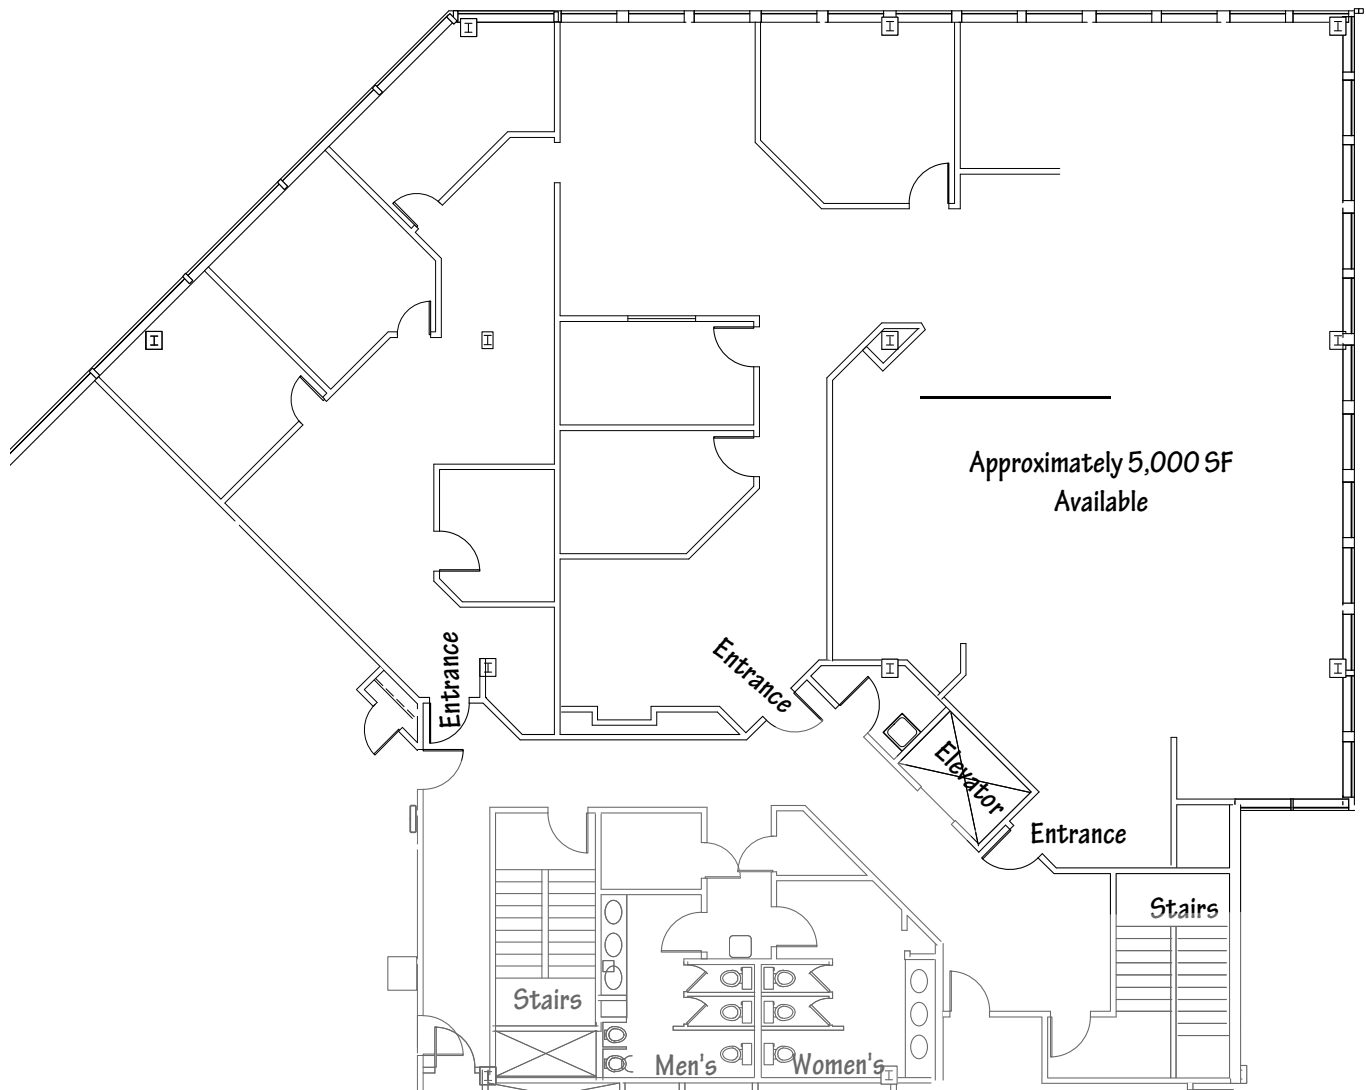 Approximately 5,000 SF
Available
Entrance
Entrance
Elevator
Entrance
Stairs
Stairs
Men's
Women's